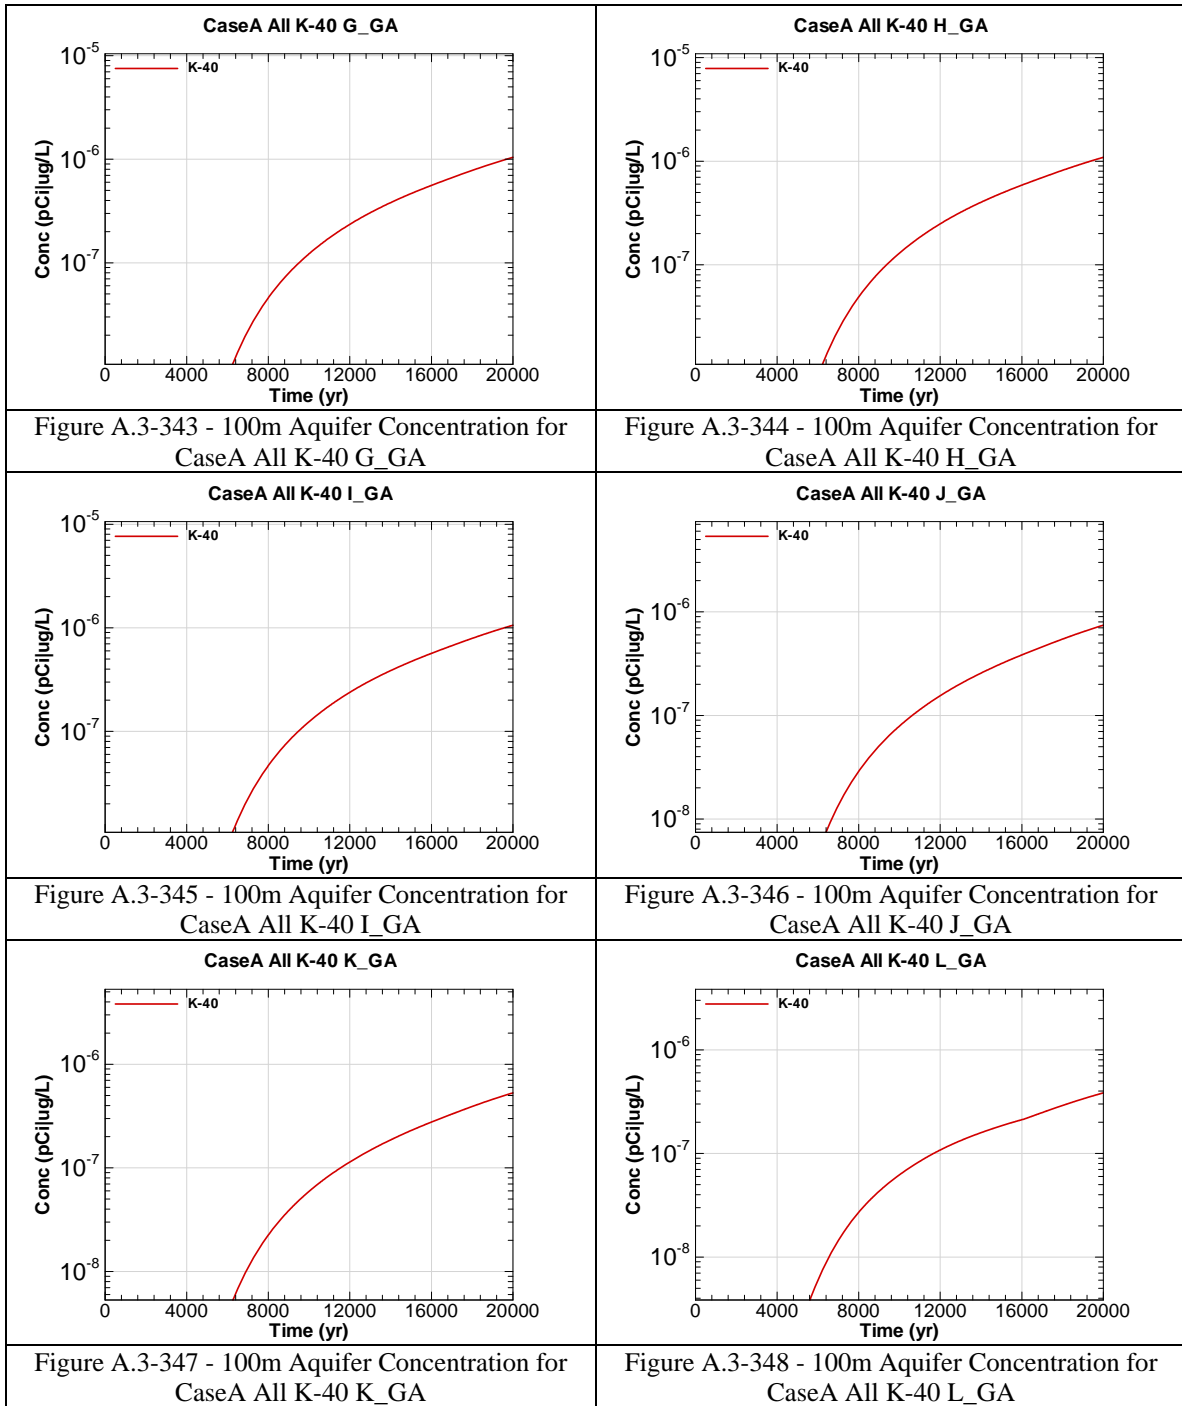 CaseA All K-40 G_GA
10-5
K-40
10-6
10-7
Conc (pCi|ug/L)
0 4000 8000 12000 16000 20000
Time (yr)
Figure A.3-343 - 100m Aquifer Concentration for
CaseA All K-40 G_GA
CaseA All K-40 H_GA
10-5
K-40
10-6
10-7
Conc (pCi|ug/L)
0 4000 8000 12000 16000 20000
Time (yr)
Figure A.3-344 - 100m Aquifer Concentration for
CaseA All K-40 H_GA
CaseA All K-40 I_GA
10-5
K-40
10-6
10-7
Conc (pCi|ug/L)
0 4000 8000 12000 16000 20000
Time (yr)
Figure A.3-345 - 100m Aquifer Concentration for
CaseA All K-40 I_GA
CaseA All K-40 J_GA
K-40
10-6
10-7
10-8
Conc (pCi|ug/L)
0 4000 8000 12000 16000 20000
Time (yr)
Figure A.3-346 - 100m Aquifer Concentration for
CaseA All K-40 J_GA
CaseA All K-40 K_GA
K-40
10-6
10-7
10-8
Conc (pCi|ug/L)
0 4000 8000 12000 16000 20000
Time (yr)
Figure A.3-347 - 100m Aquifer Concentration for
CaseA All K-40 K_GA
CaseA All K-40 L_GA
K-40
10-6
10-7
10-8
Conc (pCi|ug/L)
0 4000 8000 12000 16000 20000
Time (yr)
Figure A.3-348 - 100m Aquifer Concentration for
CaseA All K-40 L_GA